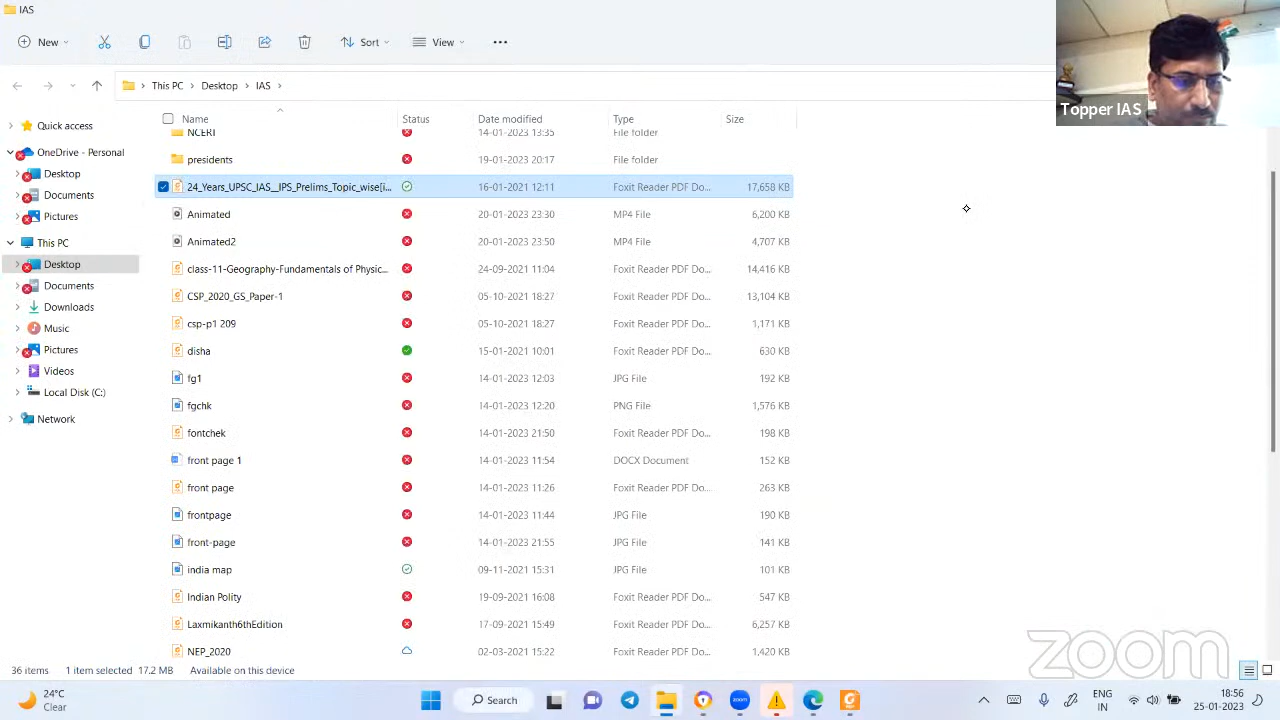 IAS
New
Sort
View
This PC
Desktop
IAS
Topper IAS
Name
Status
Date modified
Type
Size
NCERT 14-01-2023 13:35 File folder
presidents 19-01-2023 20:17 File folder
24_Years_UPSC_IAS__IPS_Prelims_Topic_wise[i... 16-01-2021 12:11 Foxit Reader PDF Do... 17,658 KB
Animated 20-01-2023 23:30 MP4 File 6,200 KB
Animated2 20-01-2023 23:50 MP4 File 4,707 KB
class-11-Geography-Fundamentals of Physic... 24-09-2021 11:04 Foxit Reader PDF Do... 14,416 KB
CSP_2020_GS_Paper-1 05-10-2021 18:27 Foxit Reader PDF Do... 13,104 KB
csp-p1 209 05-10-2021 18:27 Foxit Reader PDF Do... 1,171 KB
disha 15-01-2021 10:01 Foxit Reader PDF Do... 630 KB
fg1 14-01-2023 12:03 JPG File 192 KB
fgchk 14-01-2023 12:20 PNG File 1,576 KB
fontchek 14-01-2023 21:50 Foxit Reader PDF Do... 198 KB
front page 1 14-01-2023 11:54 DOCX Document 152 KB
front page 14-01-2023 11:26 Foxit Reader PDF Do... 263 KB
frontpage 14-01-2023 11:44 JPG File 190 KB
front-page 14-01-2023 21:55 JPG File 141 KB
india map 09-11-2021 15:31 JPG File 101 KB
Indian Polity 19-09-2021 16:08 Foxit Reader PDF Do... 547 KB
Laxmikanth6thEdition 17-09-2021 15:49 Foxit Reader PDF Do... 6,257 KB
NEP_2020 02-03-2021 15:22 Foxit Reader PDF Do... 1,420 KB
Quick access
OneDrive - Personal
Desktop
Documents
Pictures
This PC
Desktop
Documents
Downloads
Music
Pictures
Videos
Local Disk (C:)
Network
zoom
36 items 1 item selected 17.2 MB Available on this device
24°C
Clear
Search
zoom
ENG
IN
18:56
25-01-2023